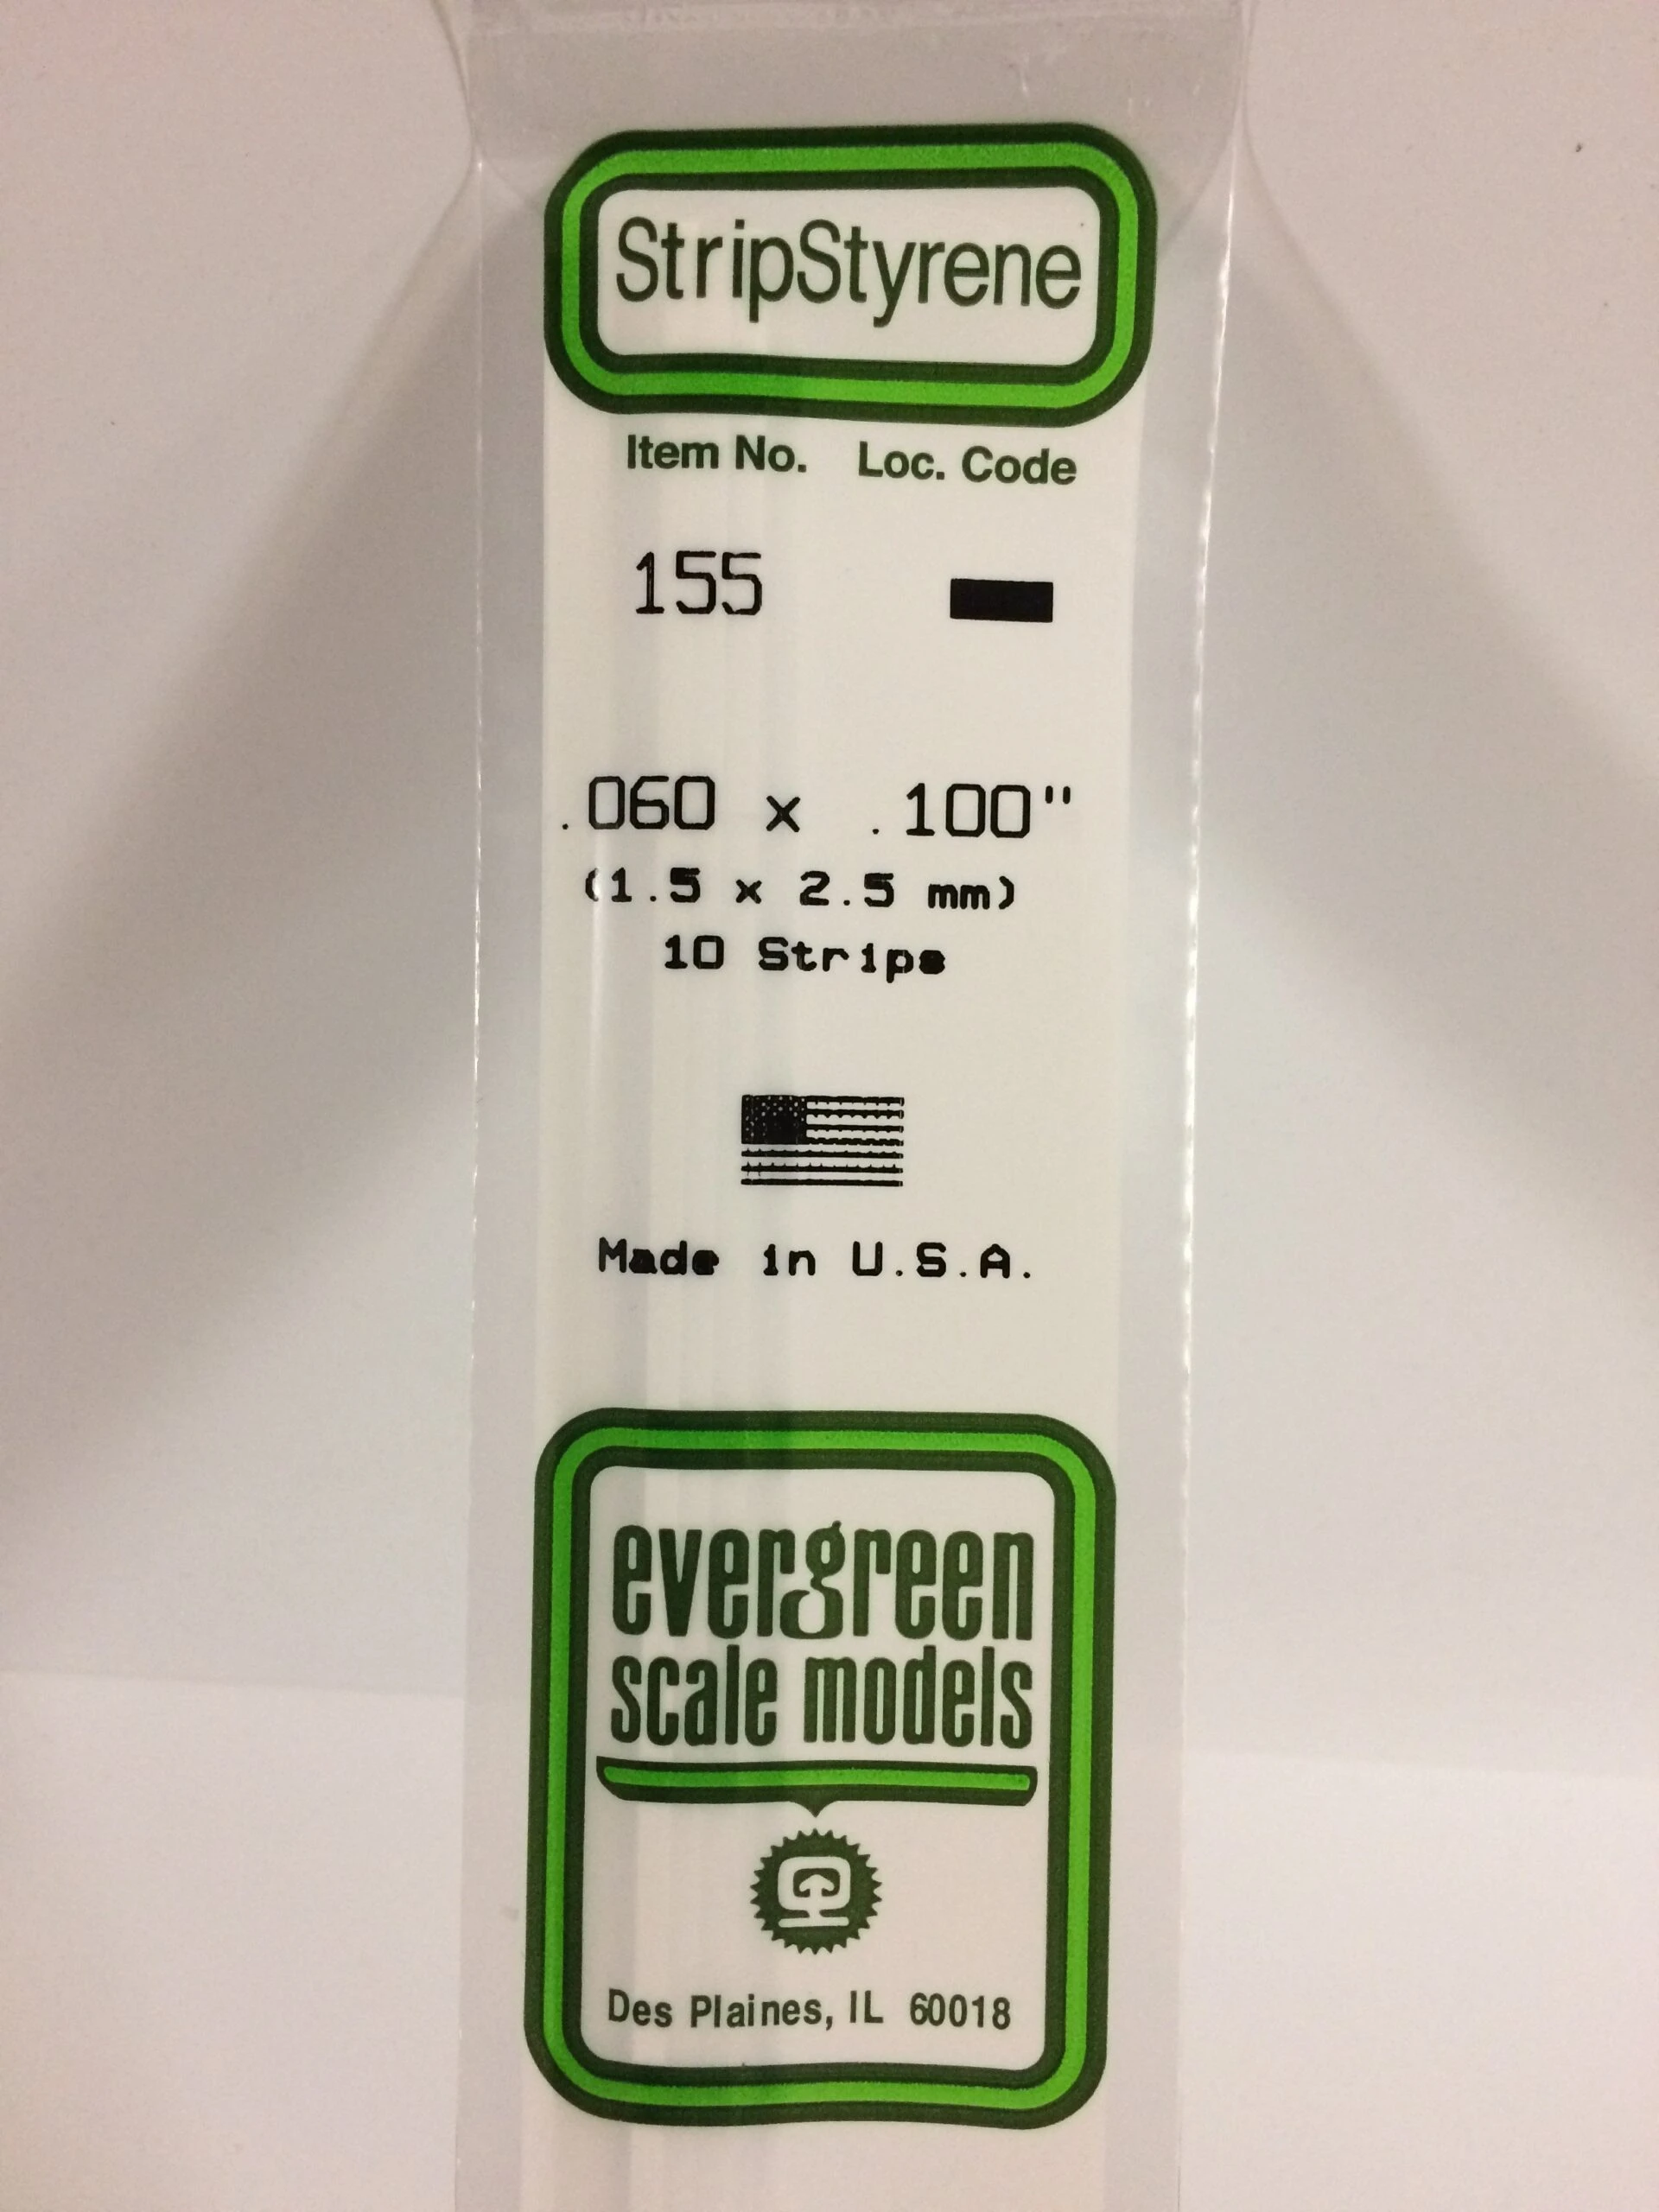 StripStyrene
Item No. Loc. Code
155
.060 x .100"
(1.5 x 2.5 mm)
10 Strips
Made in U.S.A.
evergreen
scale models
Des Plaines, IL 60018